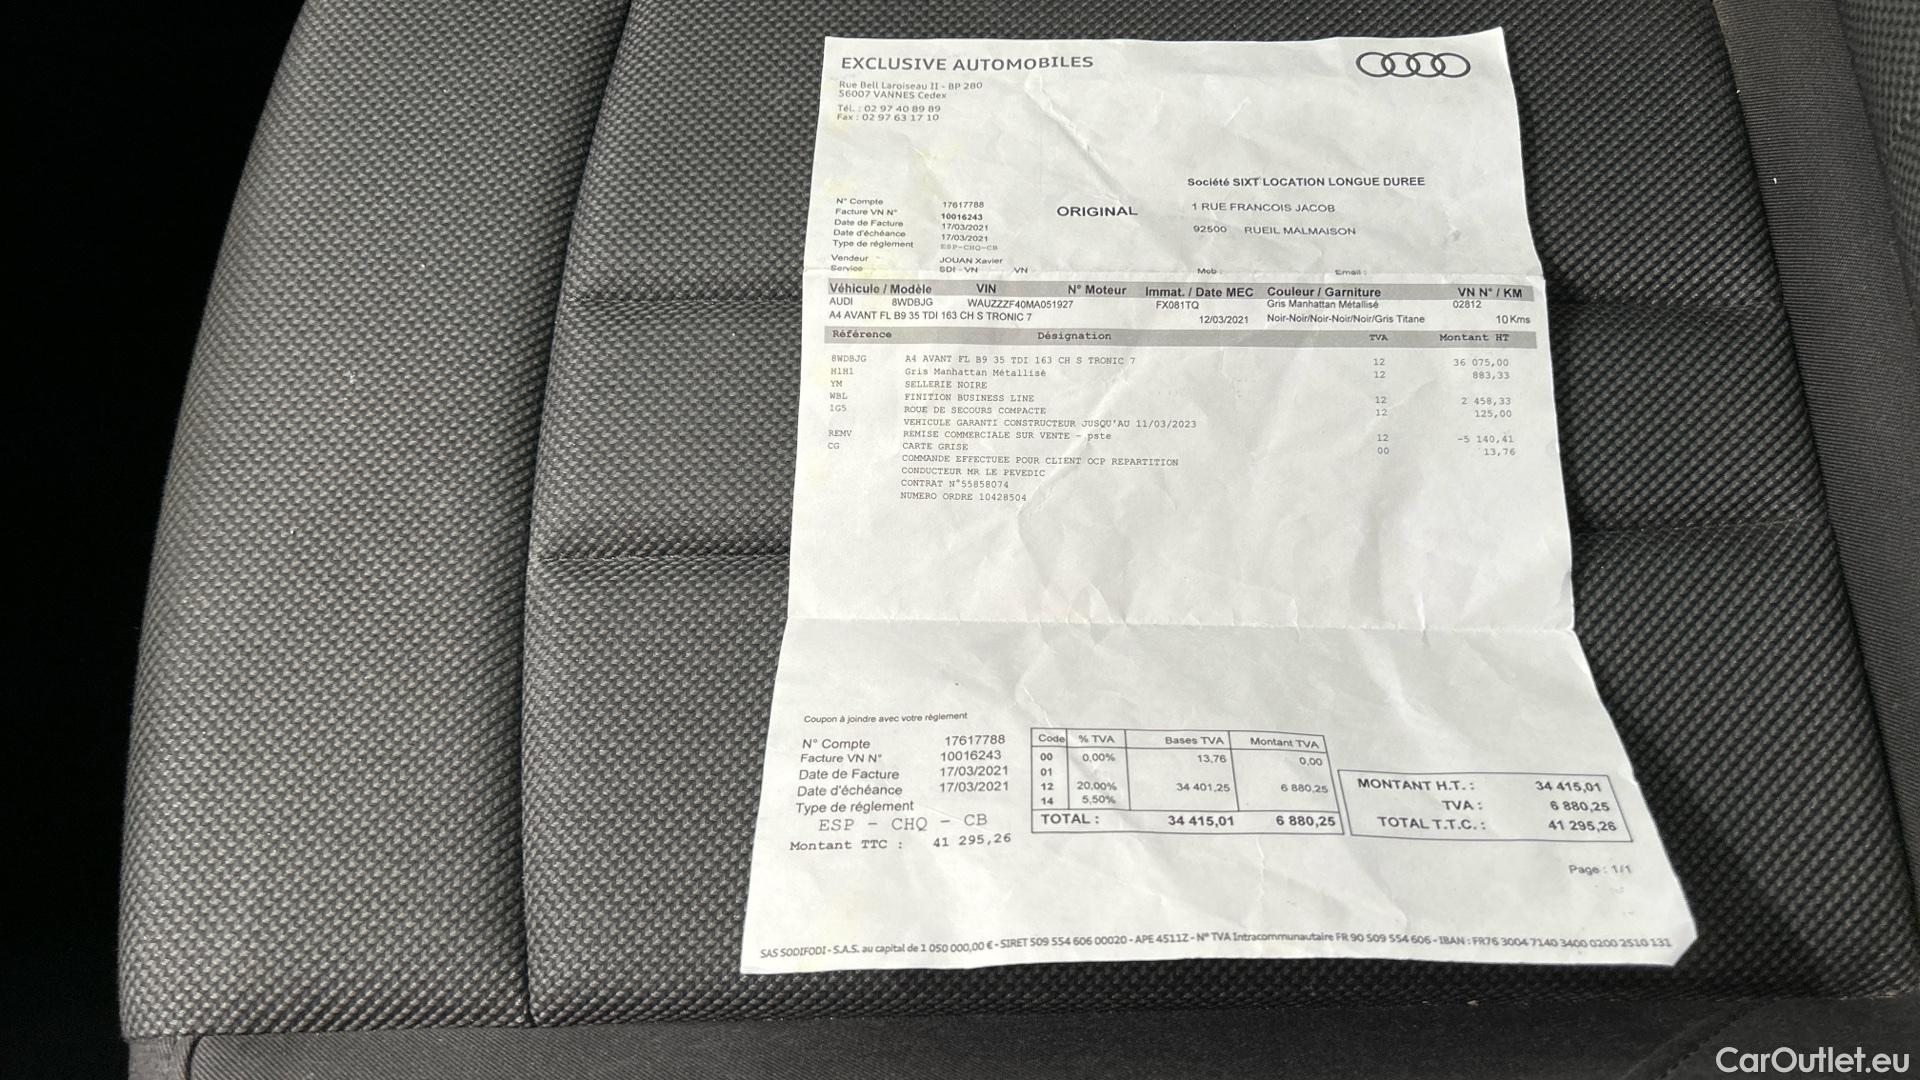 EXCLUSIVE AUTOMOBILES
Rue Bell Laroiseau II - BP 280
56007 VANNES Cedex
Tél. : 02 97 40 89 89
Fax : 02 97 63 17 10
Société SIXT LOCATION LONGUE DUREE
1 RUE FRANCOIS JACOB
92500 RUEIL MALMAISON
ORIGINAL
N° Compte 17617788
Facture VN N° 10016243
Date de Facture 17/03/2021
Date d'échéance 17/03/2021
Type de réglement ESP-CHQ-CB
Vendeur JOUAN Xavier
Service SDI - VN VN Mob : Email :
Véhicule / Modèle VIN N° Moteur Immat. / Date MEC Couleur / Garniture VN N° / KM
AUDI 8WDBJG WAUZZZF40MA051927 FX081TQ Gris Manhattan Métallisé 02812
A4 AVANT FL B9 35 TDI 163 CH S TRONIC 7 12/03/2021 Noir-Noir/Noir-Noir/Noir/Gris Titane 10 Kms
Référence Désignation TVA Montant HT
8WDBJG A4 AVANT FL B9 35 TDI 163 CH S TRONIC 7 12 36 075,00
H1H1 Gris Manhattan Métallisé 12 883,33
YM SELLERIE NOIRE
WBL FINITION BUSINESS LINE 12 2 458,33
1G5 ROUE DE SECOURS COMPACTE 12 125,00
VEHICULE GARANTI CONSTRUCTEUR JUSQU'AU 11/03/2023
REMV REMISE COMMERCIALE SUR VENTE - pste 12 -5 140,41
CG CARTE GRISE 00 13,76
COMMANDE EFFECTUEE POUR CLIENT OCP REPARTITION
CONDUCTEUR MR LE PEVEDIC
CONTRAT N°55858074
NUMERO ORDRE 10428504
Coupon à joindre avec votre réglement
N° Compte 17617788
Facture VN N° 10016243
Date de Facture 17/03/2021
Date d'échéance 17/03/2021
Type de réglement
ESP - CHQ - CB
Montant TTC : 41 295,26
Code % TVA Bases TVA Montant TVA
00 0,00% 13,76 0,00
01
12 20,00% 34 401,25 6 880,25
14 5,50%
TOTAL : 34 415,01 6 880,25
MONTANT H.T. : 34 415,01
TVA : 6 880,25
TOTAL T.T.C. : 41 295,26
Page : 1/1
SAS SODIFODI - S.A.S. au capital de 1 050 000,00 € - SIRET 509 554 606 00020 - APE 4511Z - N° TVA Intracommunautaire FR 90 509 554 606 - IBAN : FR76 3004 7140 3400 0200 2510 131
CarOutlet.eu